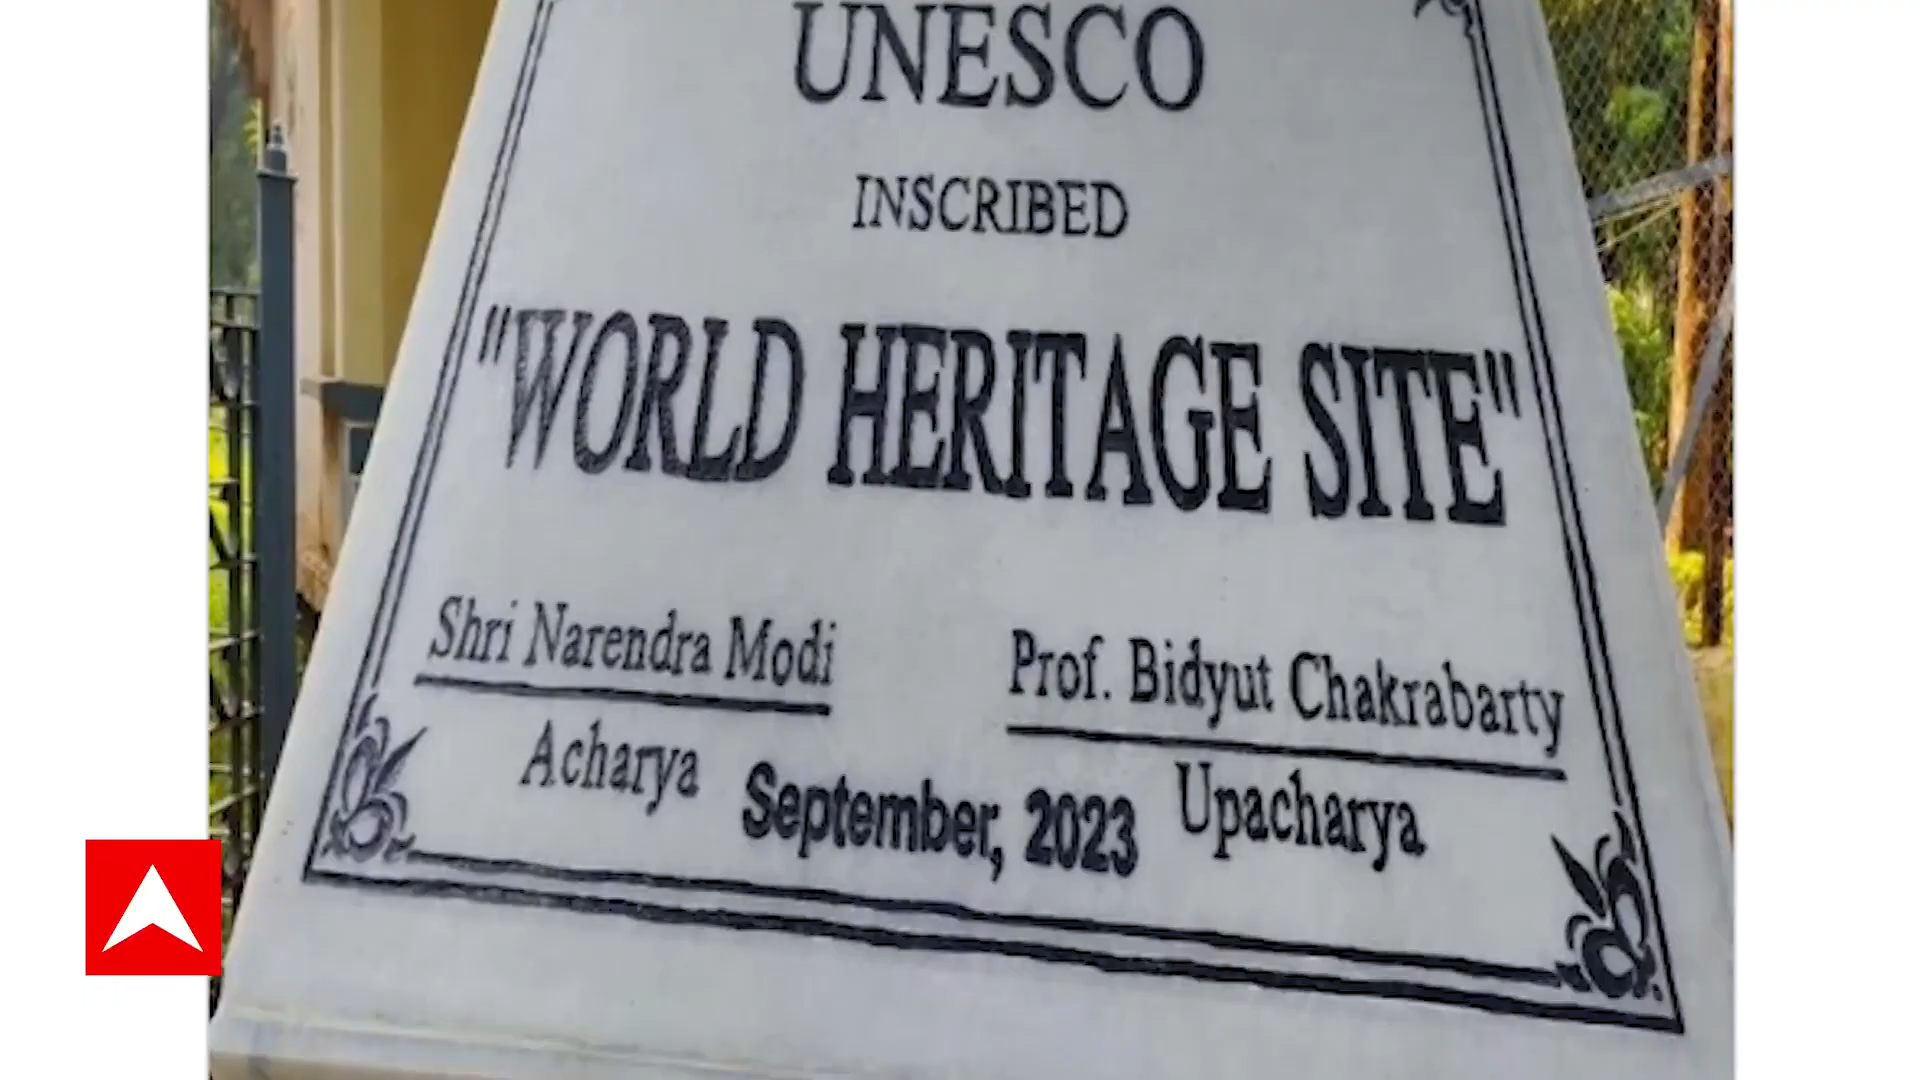 UNESCO
INSCRIBED
"WORLD HERITAGE SITE"
Shri Narendra Modi
Prof. Bidyut Chakrabarty
Acharya
Upacharya
September, 2023